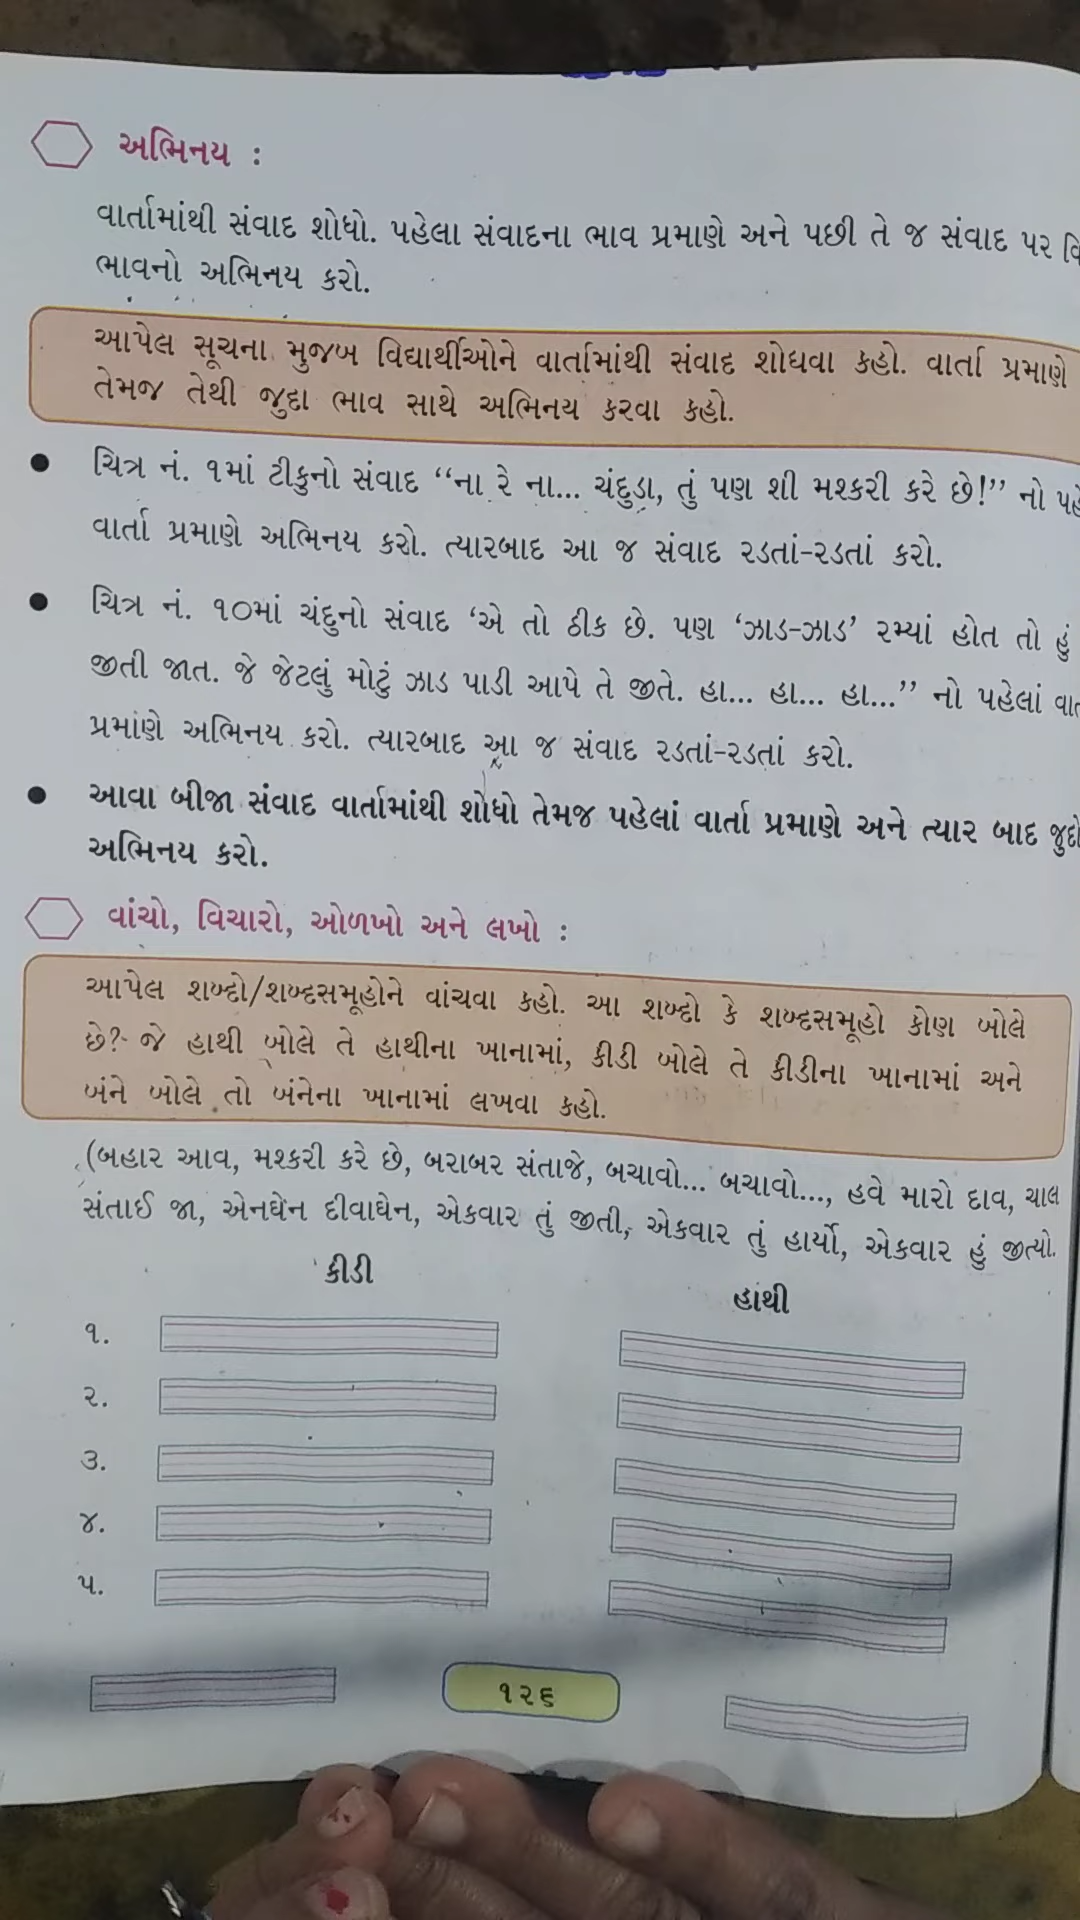 અભિનય :
વાર્તામાંથી સંવાદ શોધો. પહેલા સંવાદના ભાવ પ્રમાણે અને પછી તે જ સંવાદ પર
ભાવનો અભિનય કરો.
આપેલ સૂચના મુજબ વિદ્યાર્થીઓને વાર્તામાંથી સંવાદ શોધવા કહો. વાર્તા પ્રમાણે
તેમજ તેથી જુદા ભાવ સાથે અભિનય કરવા કહો.
● ચિત્ર નં. ૧માં ટીકુનો સંવાદ “ના રે ના... ચંદુડા, તું પણ શી મશ્કરી કરે છે!” નો
વાર્તા પ્રમાણે અભિનય કરો. ત્યારબાદ આ જ સંવાદ રડતાં-રડતાં કરો.
● ચિત્ર નં. ૧૦માં ચંદુનો સંવાદ ‘એ તો ઠીક છે. પણ ‘ઝાડ-ઝાડ’ રમ્યાં હોત તો હું
જીતી જાત. જે જેટલું મોટું ઝાડ પાડી આપે તે જીતે. હા... હા... હા...” નો પહેલાં
પ્રમાણે અભિનય કરો. ત્યારબાદ આ જ સંવાદ રડતાં-રડતાં કરો.
● આવા બીજા સંવાદ વાર્તામાંથી શોધો તેમજ પહેલાં વાર્તા પ્રમાણે અને ત્યાર બાદ
અભિનય કરો.
વાંચો, વિચારો, ઓળખો અને લખો :
આપેલ શબ્દો/શબ્દસમૂહોને વાંચવા કહો. આ શબ્દો કે શબ્દસમૂહો કોણ બોલે
છે? જે હાથી બોલે તે હાથીના ખાનામાં, કીડી બોલે તે કીડીના ખાનામાં અને
બંને બોલે તો બંનેના ખાનામાં લખવા કહો.
(બહાર આવ, મશ્કરી કરે છે, બરાબર સંતાજે, બચાવો... બચાવો..., હવે મારો દાવ, ચાલ
સંતાઈ જા, એનઘેન દીવાઘેન, એકવાર તું જીતી, એકવાર તું હાર્યો, એકવાર હું જીત્યો.
કીડી
હાથી
૧.
૨.
૩.
૪.
૫.
૧૨૬